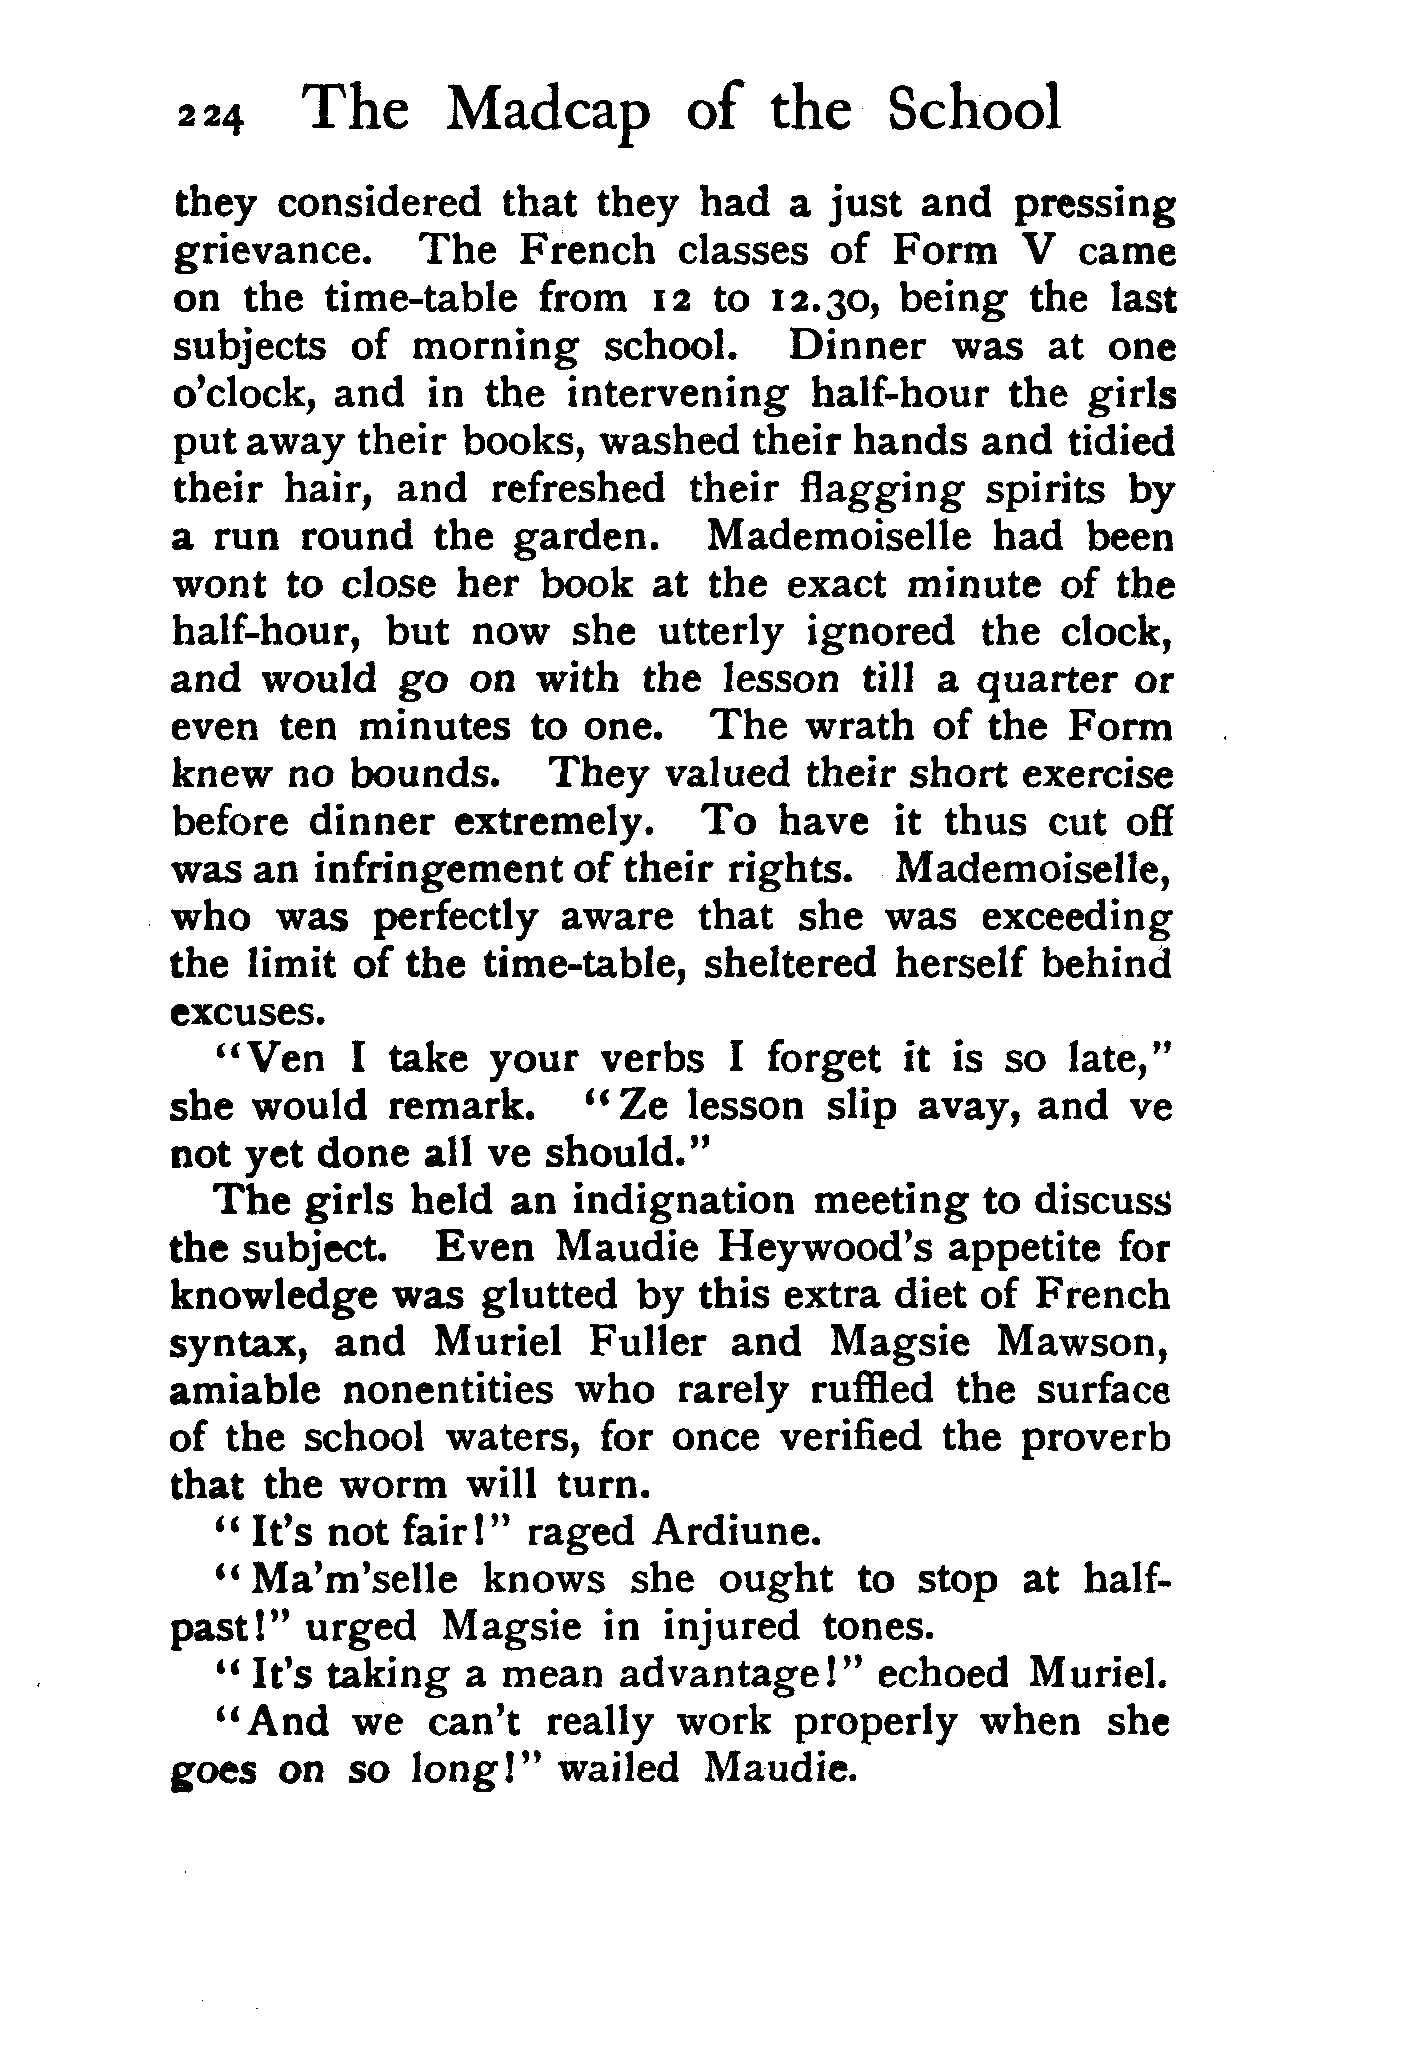 224 The Madcap of the School
they considered that they had a just and pressing
grievance. The French classes of Form V came
on the time-table from 12 to 12.30, being the last
subjects of morning school. Dinner was at one
o'clock, and in the intervening half-hour the girls
put away their books, washed their hands and tidied
their hair, and refreshed their flagging spirits by
a run round the garden. Mademoiselle had been
wont to close her book at the exact minute of the
half-hour, but now she utterly ignored the clock,
and would go on with the lesson till a quarter or
even ten minutes to one. The wrath of the Form
knew no bounds. They valued their short exercise
before dinner extremely. To have it thus cut off
was an infringement of their rights. Mademoiselle,
who was perfectly aware that she was exceeding
the limit of the time-table, sheltered herself behind
excuses.
"Ven I take your verbs I forget it is so late,"
she would remark. "Ze lesson slip avay, and ve
not yet done all ve should."
The girls held an indignation meeting to discuss
the subject. Even Maudie Heywood's appetite for
knowledge was glutted by this extra diet of French
syntax, and Muriel Fuller and Magsie Mawson,
amiable nonentities who rarely ruffled the surface
of the school waters, for once verified the proverb
that the worm will turn.
"It's not fair!" raged Ardiune.
"Ma'm'selle knows she ought to stop at half-
past!" urged Magsie in injured tones.
"It's taking a mean advantage!" echoed Muriel.
"And we can't really work properly when she
goes on so long!" wailed Maudie.